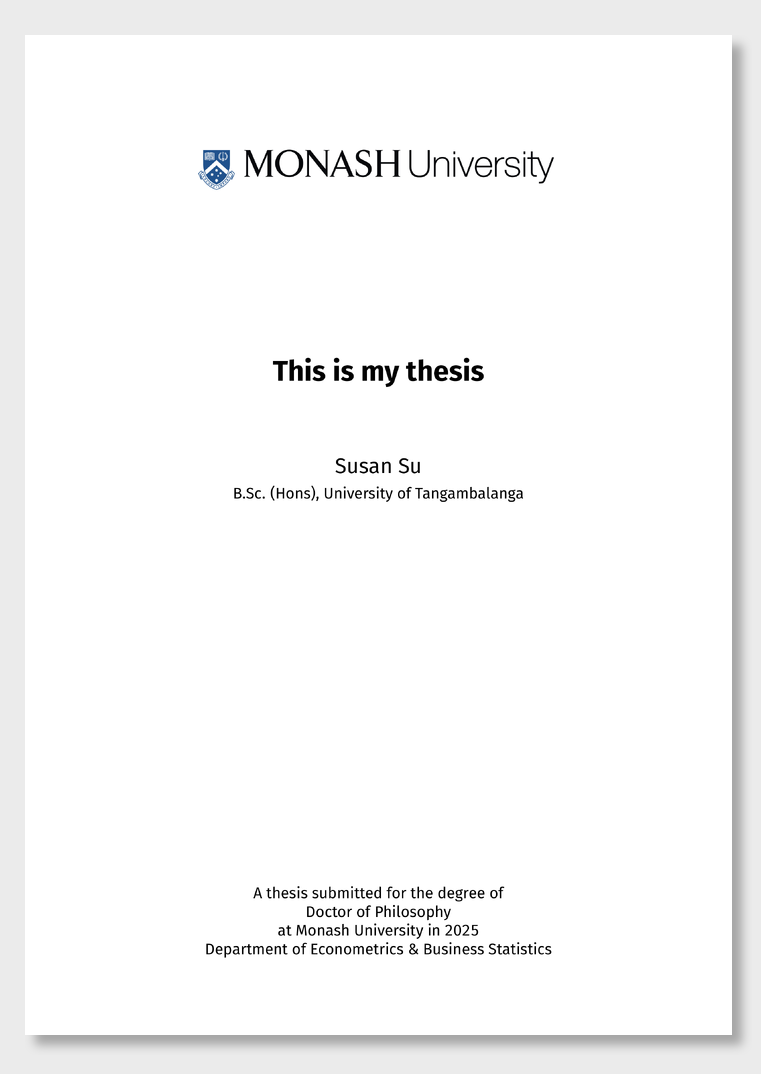 MONASH University
This is my thesis
Susan Su
B.Sc. (Hons), University of Tangambalanga
A thesis submitted for the degree of
Doctor of Philosophy
at Monash University in 2025
Department of Econometrics & Business Statistics